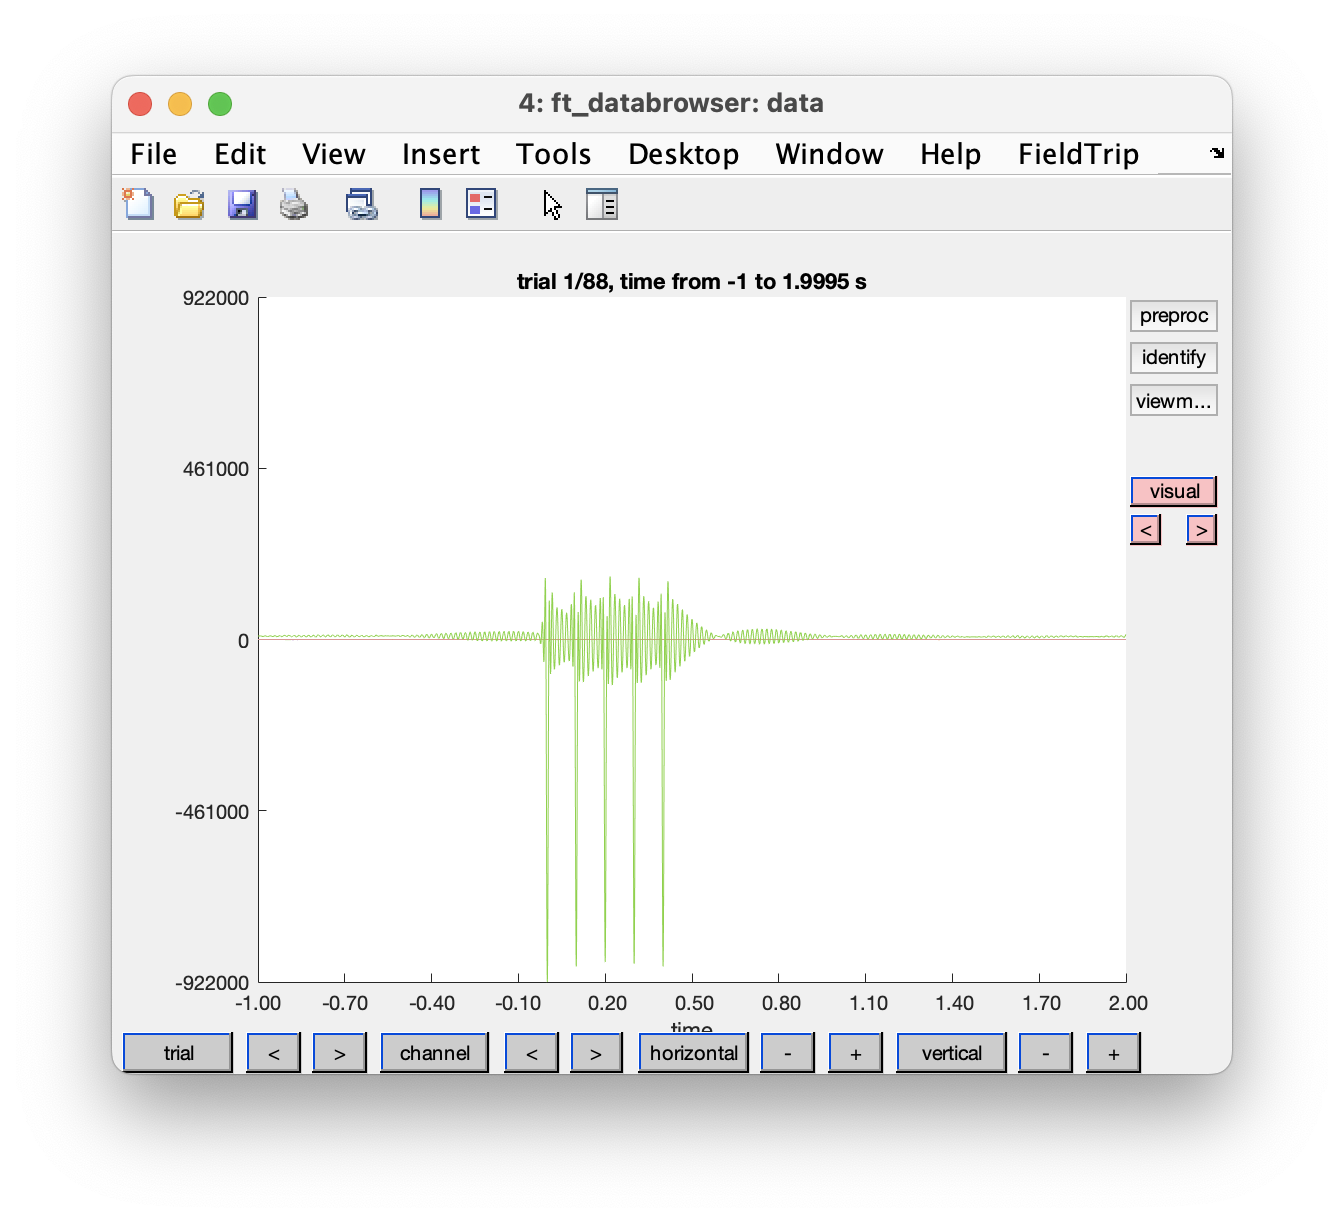 4: ft_databrowser: data
File Edit View Insert Tools Desktop Window Help FieldTrip
trial 1/88, time from -1 to 1.9995 s
922000
461000
0
-461000
-922000
-1.00 -0.70 -0.40 -0.10 0.20 0.50 0.80 1.10 1.40 1.70 2.00
time
preproc
identify
viewm...
visual
< >
trial < > channel < > horizontal - + vertical - +